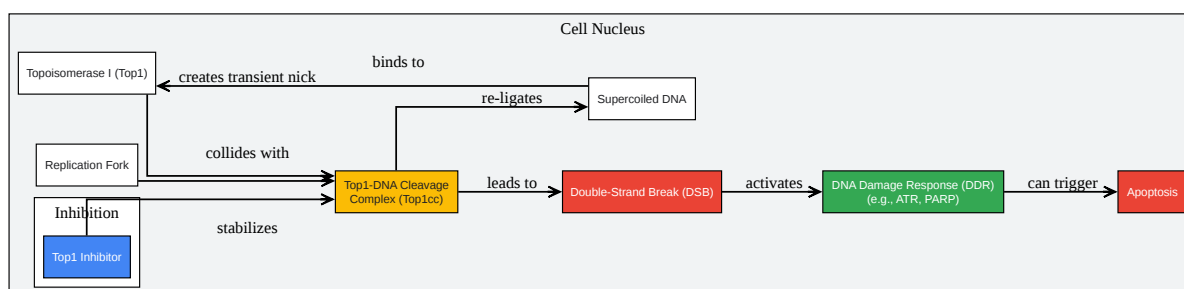 Cell Nucleus
Topoisomerase I (Top1)
binds to
creates transient nick
re-ligates
Supercoiled DNA
Replication Fork
collides with
Top1-DNA Cleavage
Complex (Top1cc)
leads to
Double-Strand Break (DSB)
activates
DNA Damage Response (DDR)
(e.g., ATR, PARP)
can trigger
Apoptosis
Inhibition
stabilizes
Top1 Inhibitor